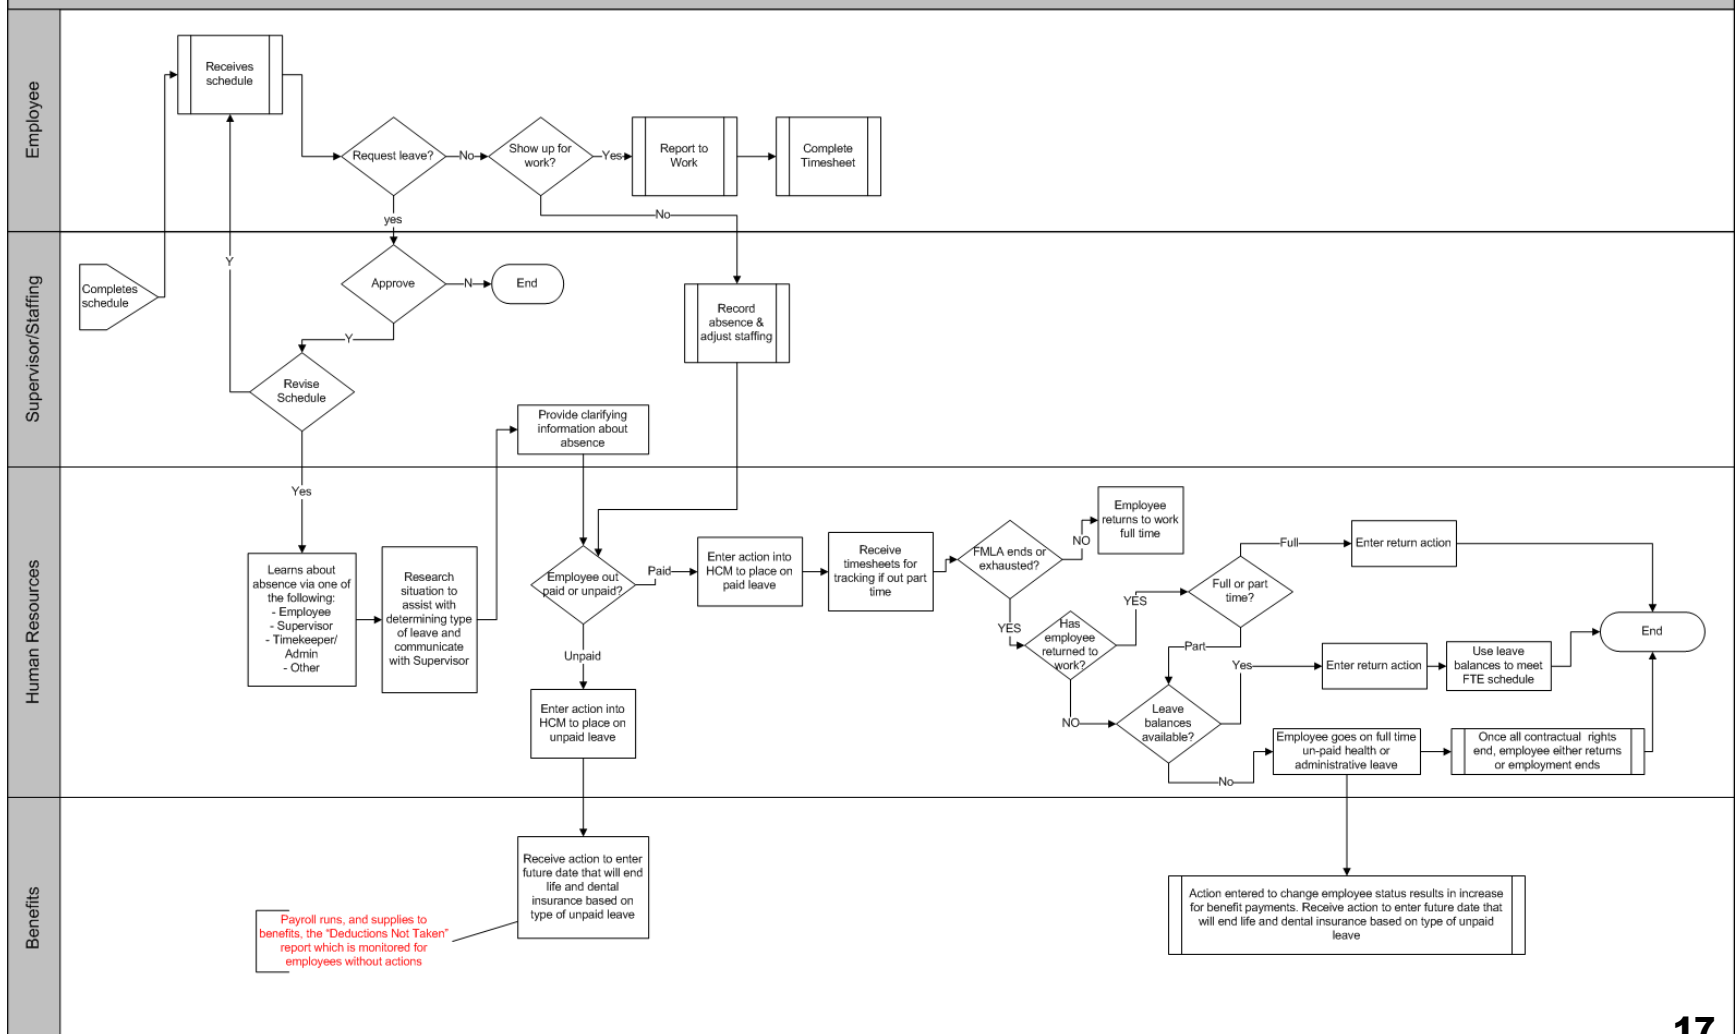 Employee
Receives
schedule
Request leave?
No
Show up for
work?
Yes
Report to
Work
Complete
Timesheet
yes
No
Supervisor/Staffing
Completes
schedule
Y
Approve
N
End
Y
Revise
Schedule
Record
absence &
adjust staffing
Provide clarifying
information about
absence
Yes
Human Resources
Learns about
absence via one of
the following:
- Employee
- Supervisor
- Timekeeper/
Admin
- Other
Research
situation to
assist with
determining type
of leave and
communicate
with Supervisor
Employee out
paid or unpaid?
Paid
Enter action into
HCM to place on
paid leave
Receive
timesheets for
tracking if out part
time
FMLA ends or
exhausted?
NO
Employee
returns to work
full time
YES
Has
employee
returned to
work?
YES
Full or part
time?
Full
Enter return action
Part
NO
Leave
balances
available?
Yes
Enter return action
Use leave
balances to meet
FTE schedule
End
No
Employee goes on full time
un-paid health or
administrative leave
Once all contractual rights
end, employee either returns
or employment ends
Unpaid
Enter action into
HCM to place on
unpaid leave
Benefits
Receive action to enter
future date that will end
life and dental
insurance based on
type of unpaid leave
Payroll runs, and supplies to
benefits, the “Deductions Not Taken”
report which is monitored for
employees without actions
Action entered to change employee status results in increase
for benefit payments. Receive action to enter future date that
will end life and dental insurance based on type of unpaid
leave
17